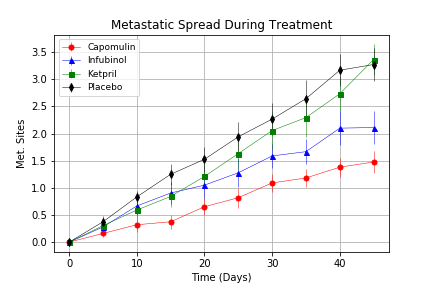 Metastatic Spread During Treatment
Capomulin
Infubinol
Ketpril
Placebo
3.5
3.0
2.5
2.0
1.5
1.0
0.5
0.0
Met. Sites
0 10 20 30 40
Time (Days)